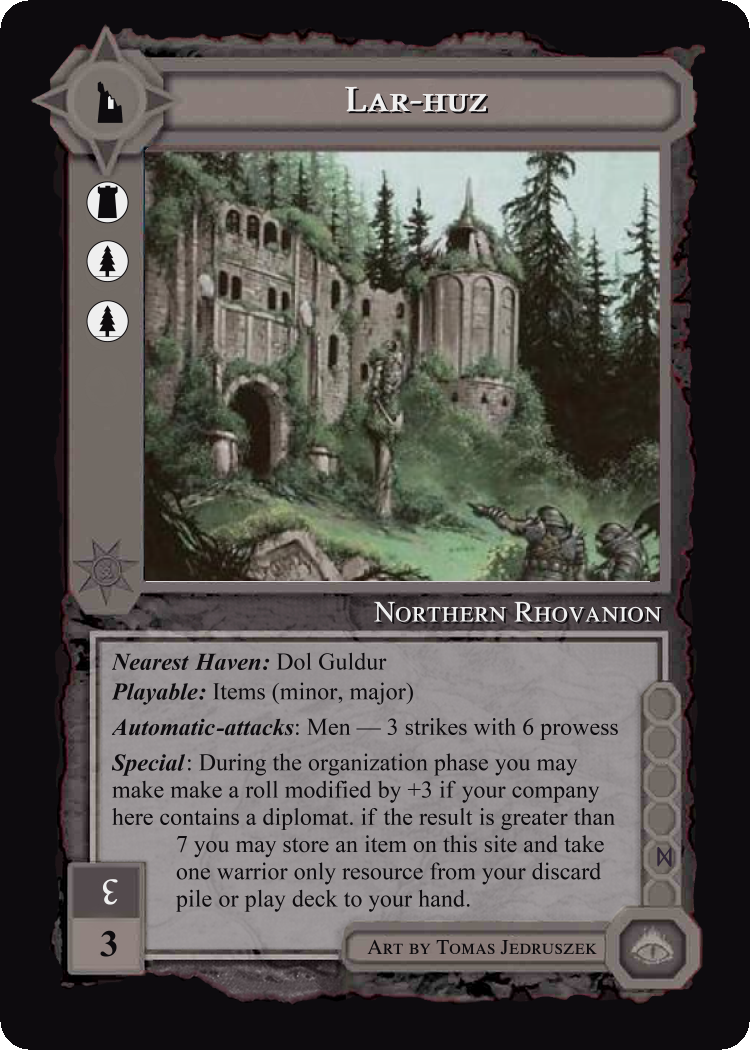 LAR-HUZ
NORTHERN RHOVANION
Nearest Haven: Dol Guldur
Playable: Items (minor, major)
Automatic-attacks: Men — 3 strikes with 6 prowess
Special: During the organization phase you may
make make a roll modified by +3 if your company
here contains a diplomat. if the result is greater than
7 you may store an item on this site and take
one warrior only resource from your discard
pile or play deck to your hand.
ε
3
ART BY TOMAS JEDRUSZEK